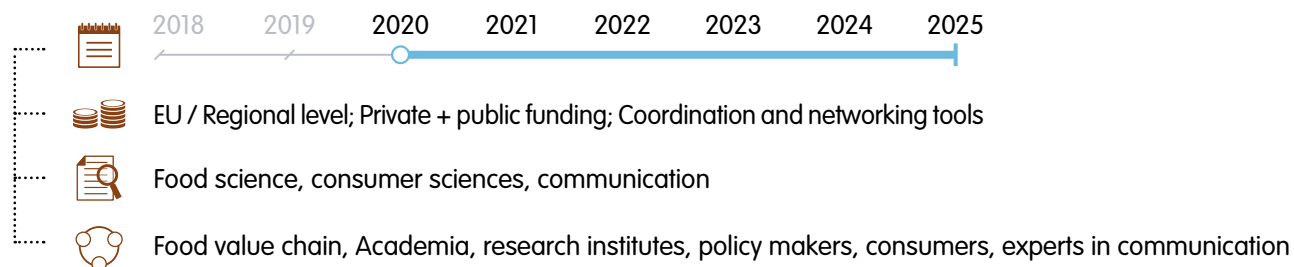 2018 2019 2020 2021 2022 2023 2024 2025
EU / Regional level; Private + public funding; Coordination and networking tools
Food science, consumer sciences, communication
Food value chain, Academia, research institutes, policy makers, consumers, experts in communication